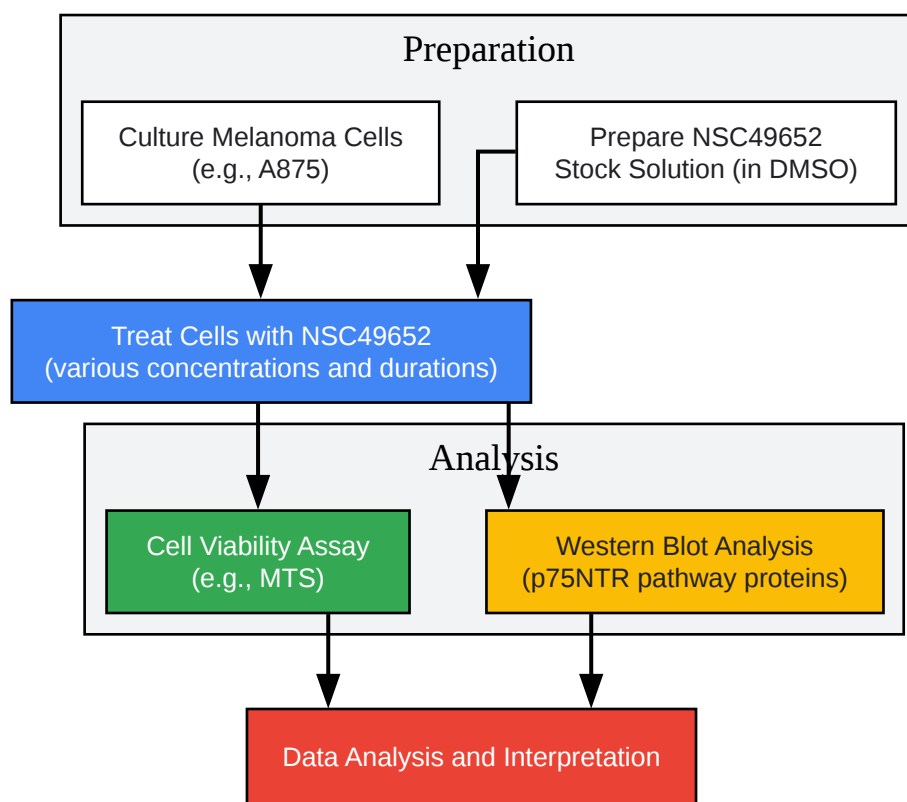 Preparation
Culture Melanoma Cells
(e.g., A875)
Prepare NSC49652
Stock Solution (in DMSO)
Treat Cells with NSC49652
(various concentrations and durations)
Analysis
Cell Viability Assay
(e.g., MTS)
Western Blot Analysis
(p75NTR pathway proteins)
Data Analysis and Interpretation